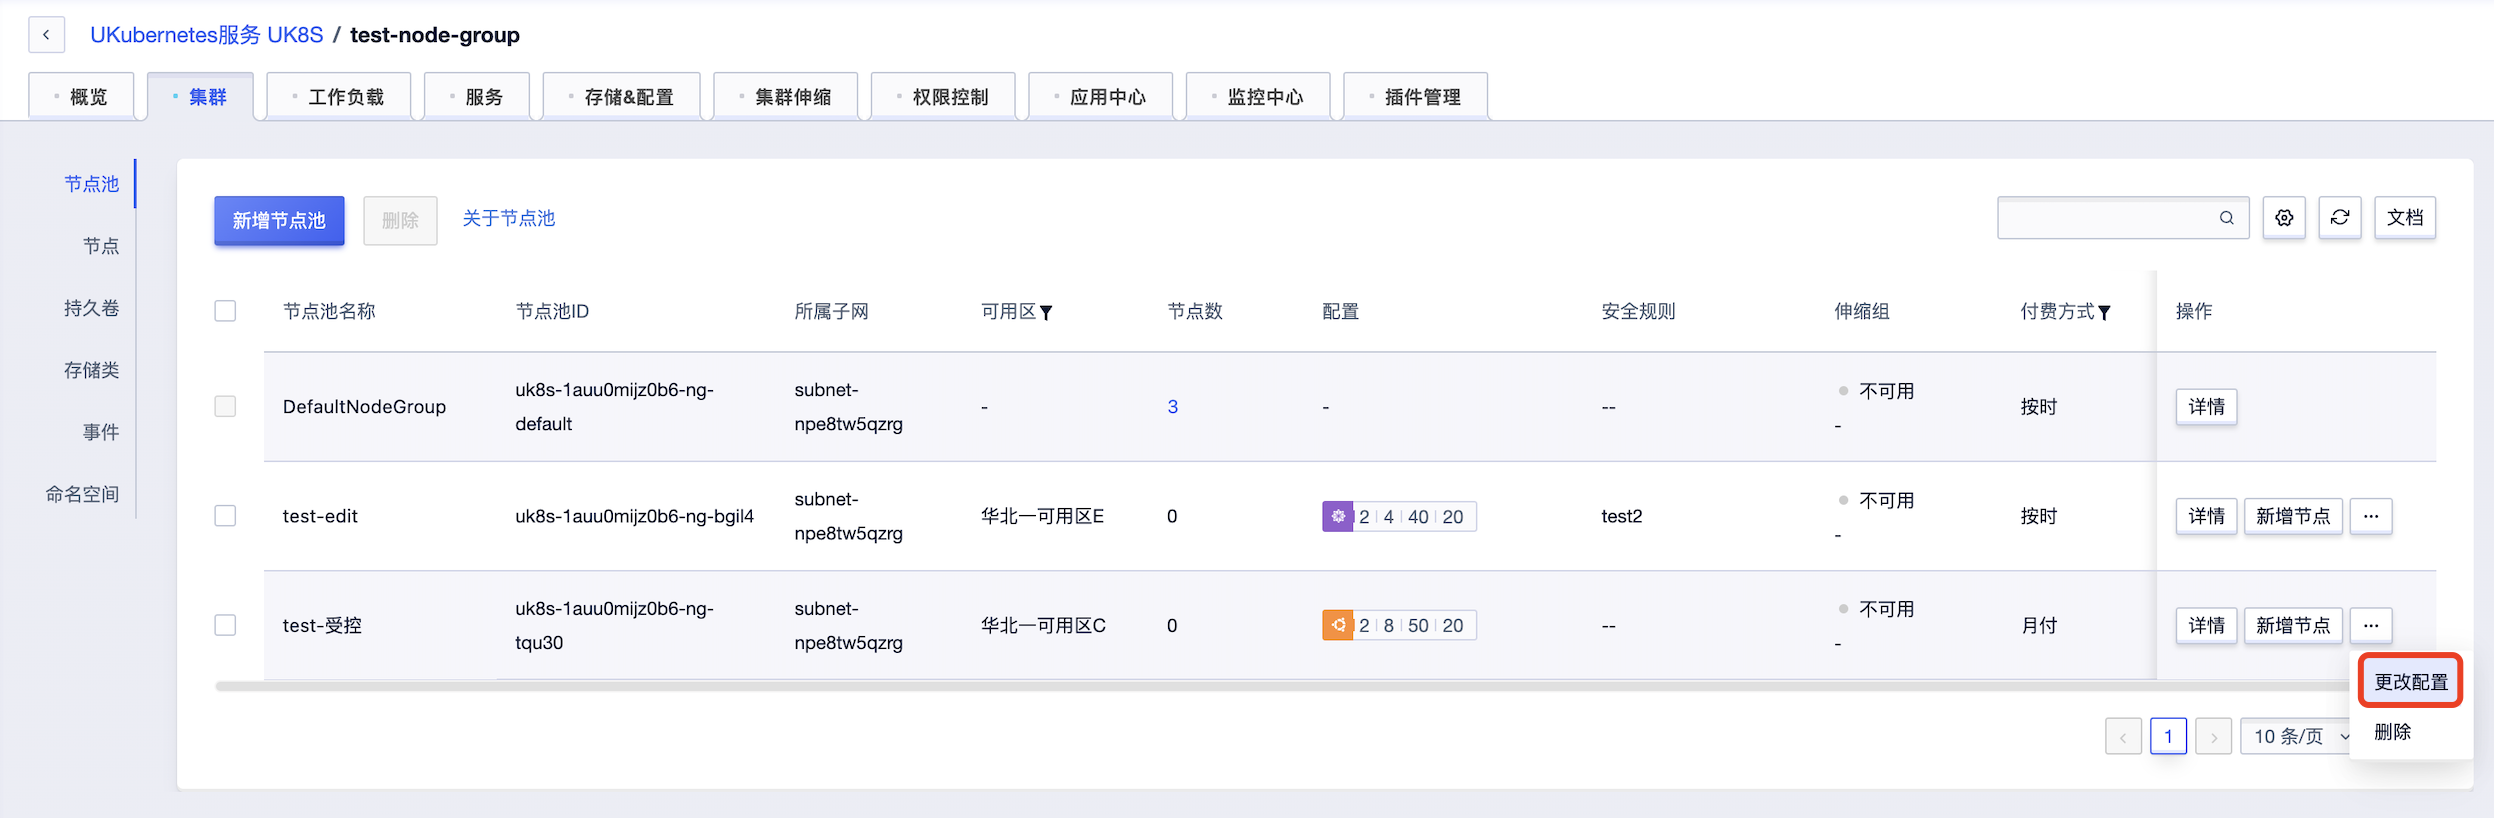 UKubernetes服务 UK8S / test-node-group
概览 集群 工作负载 服务 存储&配置 集群伸缩 权限控制 应用中心 监控中心 插件管理
节点池
节点
持久卷
存储类
事件
命名空间
新增节点池 删除 关于节点池 文档
节点池名称 节点池ID 所属子网 可用区 节点数 配置 安全规则 伸缩组 付费方式 操作
DefaultNodeGroup uk8s-1auu0mijz0b6-ng-default subnet-npe8tw5qzrg - 3 - -- 不可用 - 按时 详情
test-edit uk8s-1auu0mijz0b6-ng-bgil4 subnet-npe8tw5qzrg 华北一可用区E 0 2 4 40 20 test2 不可用 - 按时 详情 新增节点 ···
test-受控 uk8s-1auu0mijz0b6-ng-tqu30 subnet-npe8tw5qzrg 华北一可用区C 0 2 8 50 20 -- 不可用 - 月付 详情 新增节点 ···
更改配置
删除
1 10 条/页